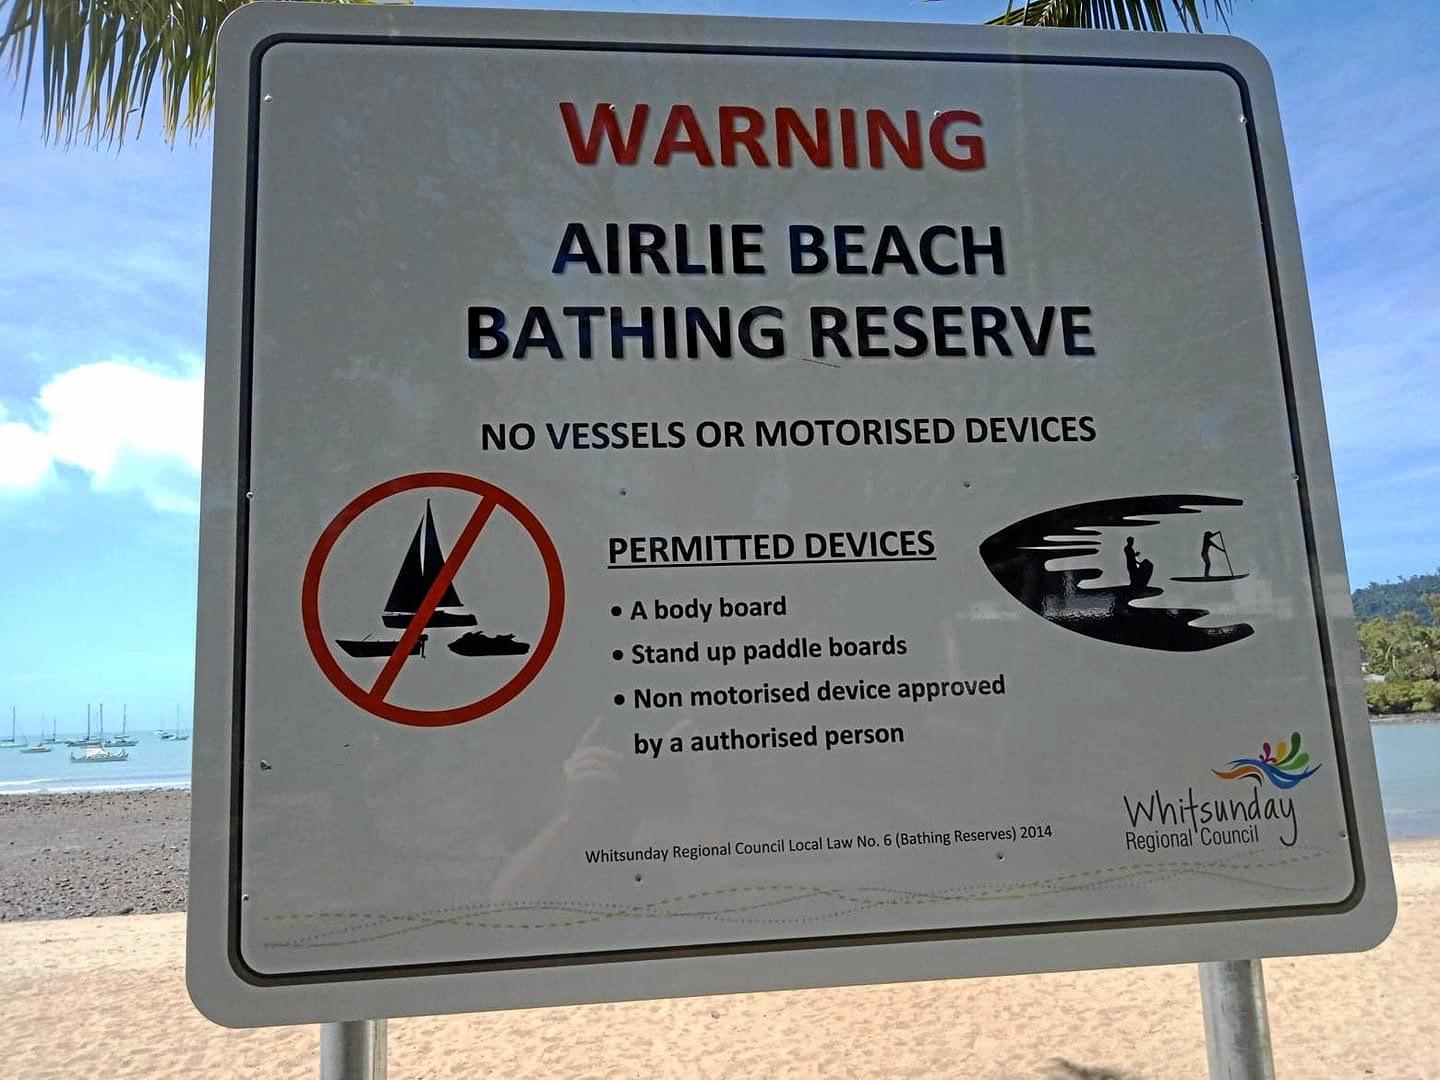 WARNING
AIRLIE BEACH
BATHING RESERVE
NO VESSELS OR MOTORISED DEVICES
PERMITTED DEVICES
• A body board
• Stand up paddle boards
• Non motorised device approved
by a authorised person
Whitsunday Regional Council Local Law No. 6 (Bathing Reserves) 2014
Whitsunday
Regional Council